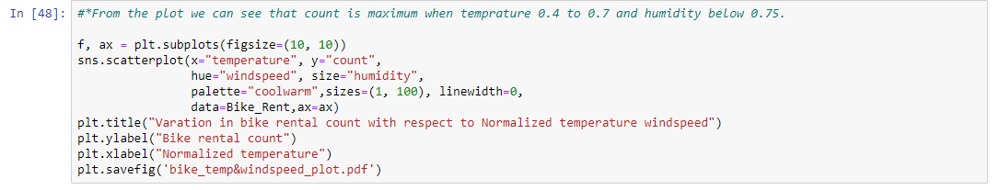 In [48]: #*From the plot we can see that count is maximum when temprature 0.4 to 0.7 and humidity below 0.75.
f, ax = plt.subplots(figsize=(10, 10))
sns.scatterplot(x="temperature", y="count",
hue="windspeed", size="humidity",
palette="coolwarm",sizes=(1, 100), linewidth=0,
data=Bike_Rent,ax=ax)
plt.title("Varation in bike rental count with respect to Normalized temperature windspeed")
plt.ylabel("Bike rental count")
plt.xlabel("Normalized temperature")
plt.savefig('bike_temp&windspeed_plot.pdf')